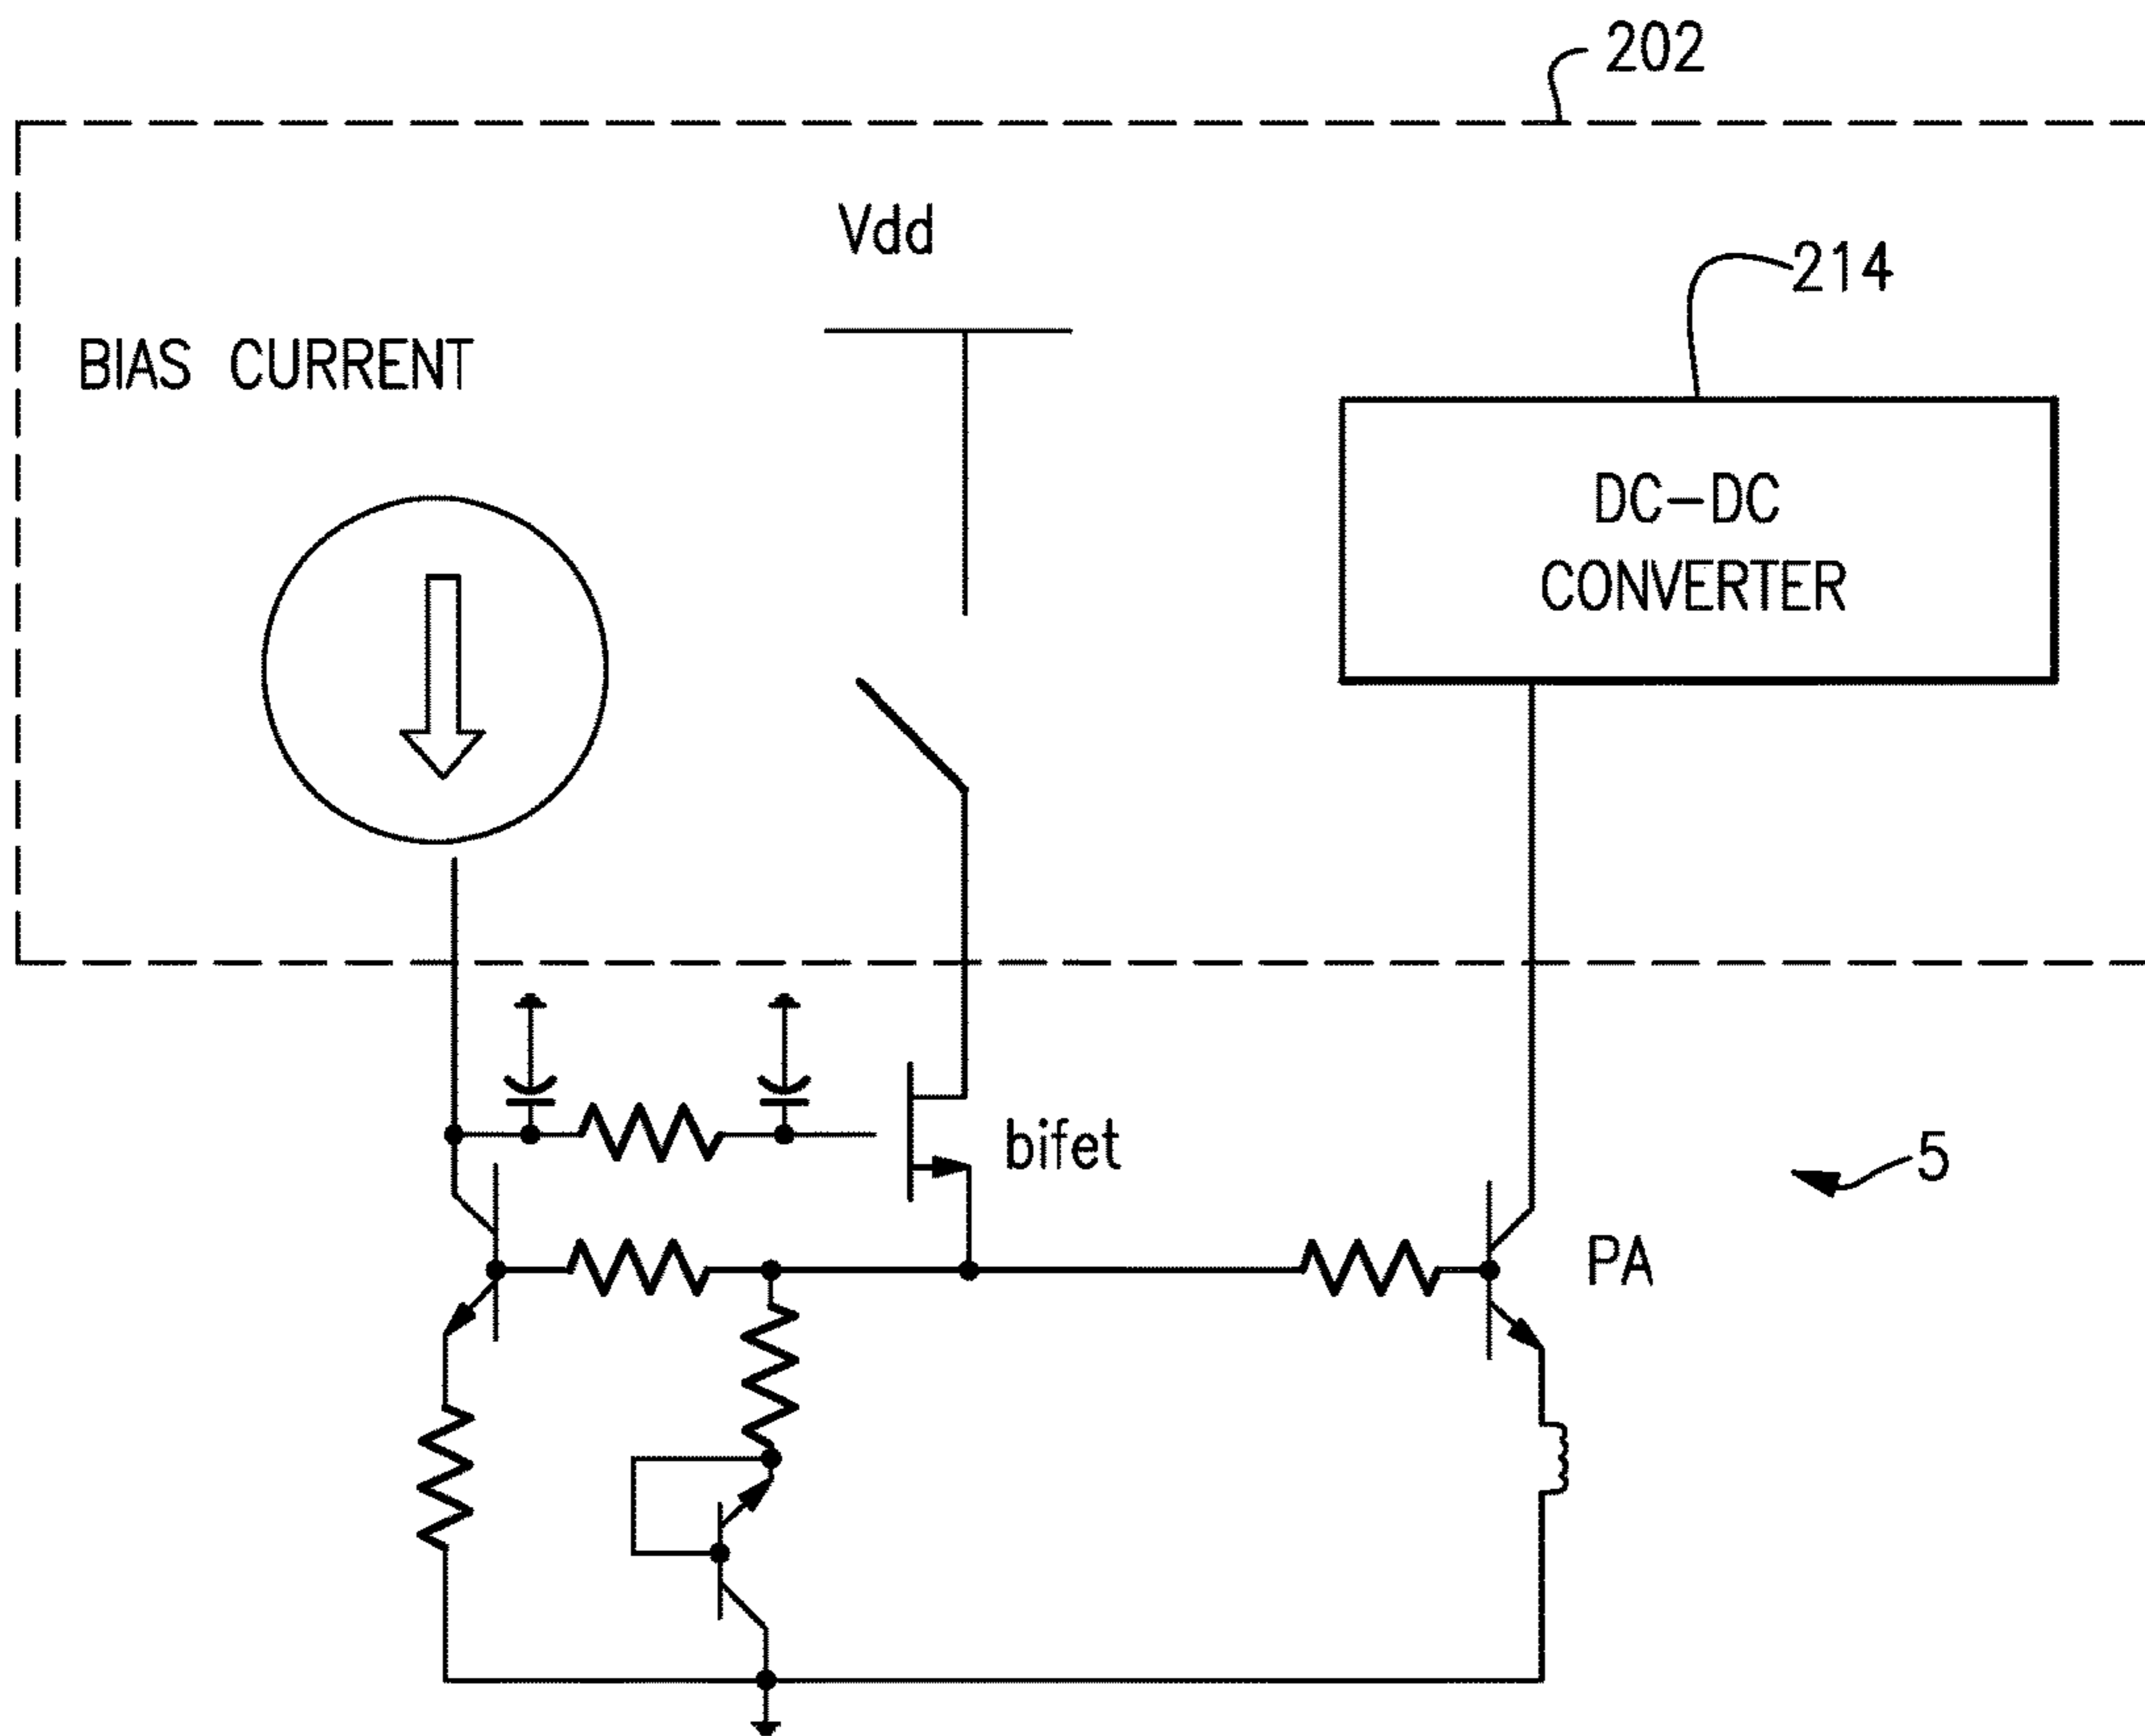 202
Vdd
214
BIAS CURRENT
DC-DC
CONVERTER
bifet
5
PA